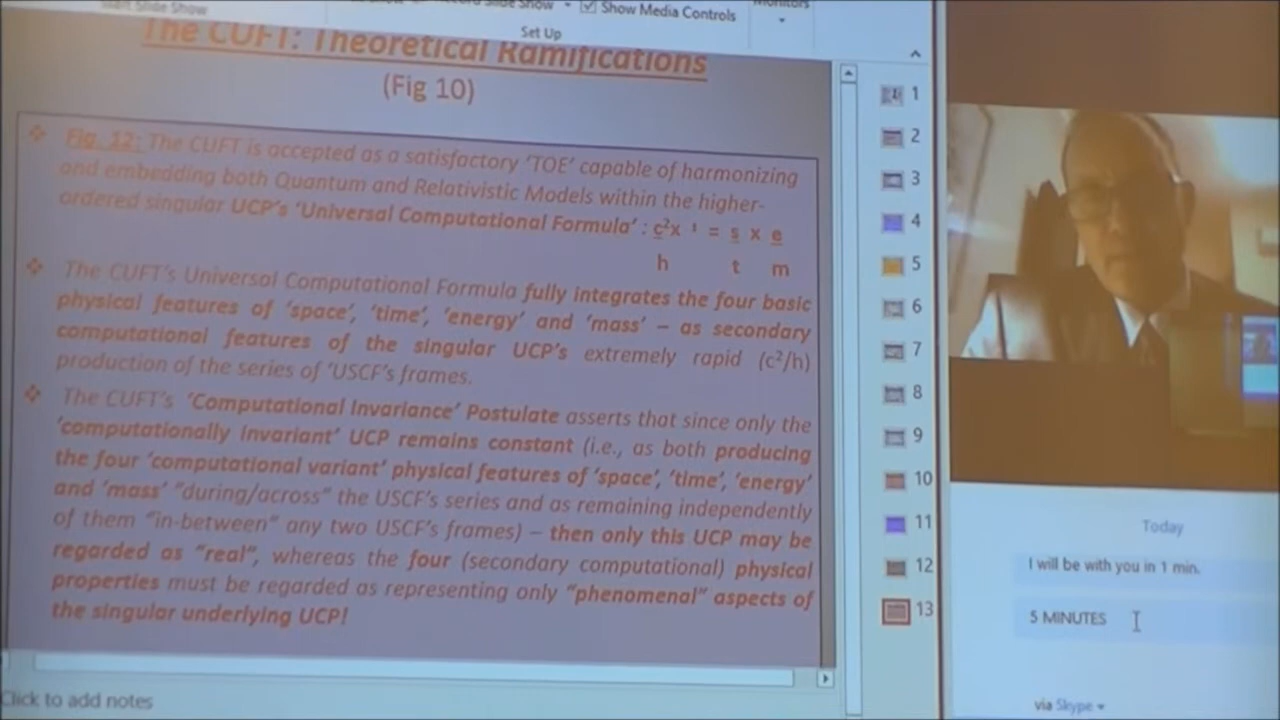 Start Slide Show
Show Media Controls
Set Up
Monitors
The CUFT: Theoretical Ramifications
(Fig 10)
Fig. 12: The CUFT is accepted as a satisfactory 'TOE' capable of harmonizing
and embedding both Quantum and Relativistic Models within the higher-
ordered singular UCP's 'Universal Computational Formula' : c²x ' = s x e
h t m
The CUFT's Universal Computational Formula fully integrates the four basic
physical features of 'space', 'time', 'energy' and 'mass' – as secondary
computational features of the singular UCP's extremely rapid (c²/h)
production of the series of 'USCF's frames.
The CUFT's 'Computational Invariance' Postulate asserts that since only the
'computationally invariant' UCP remains constant (i.e., as both producing
the four 'computational variant' physical features of 'space', 'time', 'energy'
and 'mass' "during/across" the USCF's series and as remaining independently
of them "in-between" any two USCF's frames) – then only this UCP may be
regarded as "real", whereas the four (secondary computational) physical
properties must be regarded as representing only "phenomenal" aspects of
the singular underlying UCP!
Click to add notes
1
2
3
4
5
6
7
8
9
10
11
12
13
Today
I will be with you in 1 min.
5 MINUTES
via Skype